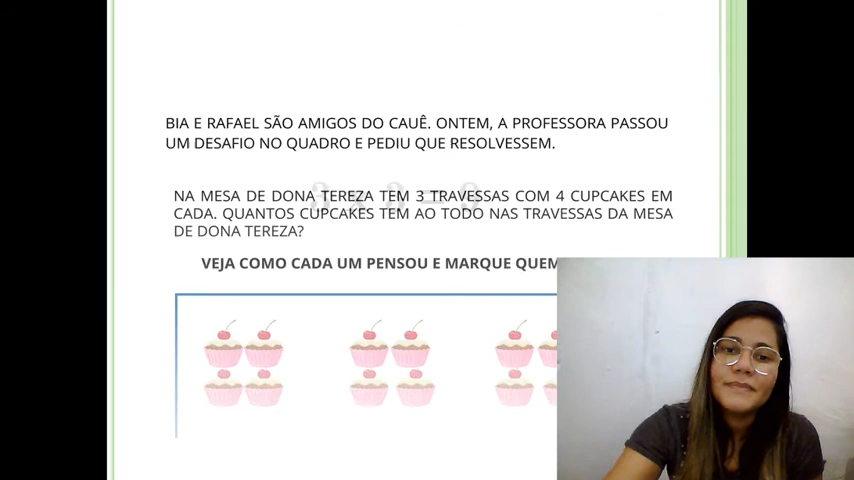 BIA E RAFAEL SÃO AMIGOS DO CAUÊ. ONTEM, A PROFESSORA PASSOU
UM DESAFIO NO QUADRO E PEDIU QUE RESOLVESSEM.
NA MESA DE DONA TEREZA TEM 3 TRAVESSAS COM 4 CUPCAKES EM
CADA. QUANTOS CUPCAKES TEM AO TODO NAS TRAVESSAS DA MESA
DE DONA TEREZA?
VEJA COMO CADA UM PENSOU E MARQUE QUEM